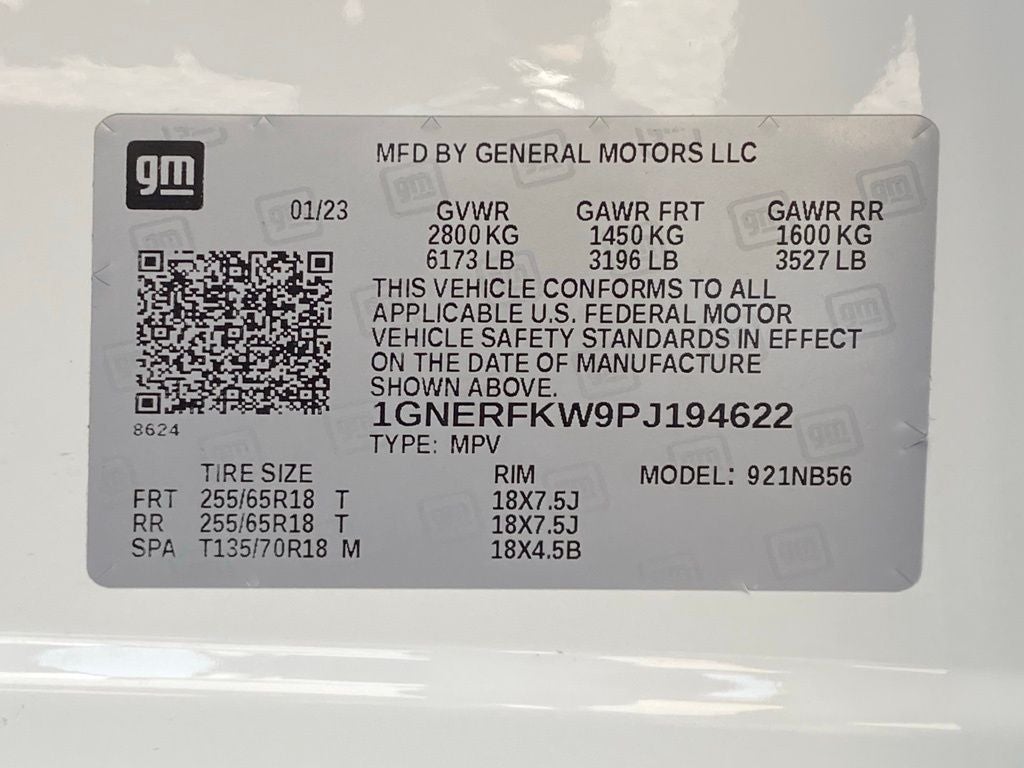 gm
MFD BY GENERAL MOTORS LLC
01/23 GVWR GAWR FRT GAWR RR
2800 KG 1450 KG 1600 KG
6173 LB 3196 LB 3527 LB
THIS VEHICLE CONFORMS TO ALL
APPLICABLE U.S. FEDERAL MOTOR
VEHICLE SAFETY STANDARDS IN EFFECT
ON THE DATE OF MANUFACTURE
SHOWN ABOVE.
1GNERFKW9PJ194622
8624
TYPE: MPV
TIRE SIZE RIM MODEL: 921NB56
FRT 255/65R18 T 18X7.5J
RR 255/65R18 T 18X7.5J
SPA T135/70R18 M 18X4.5B